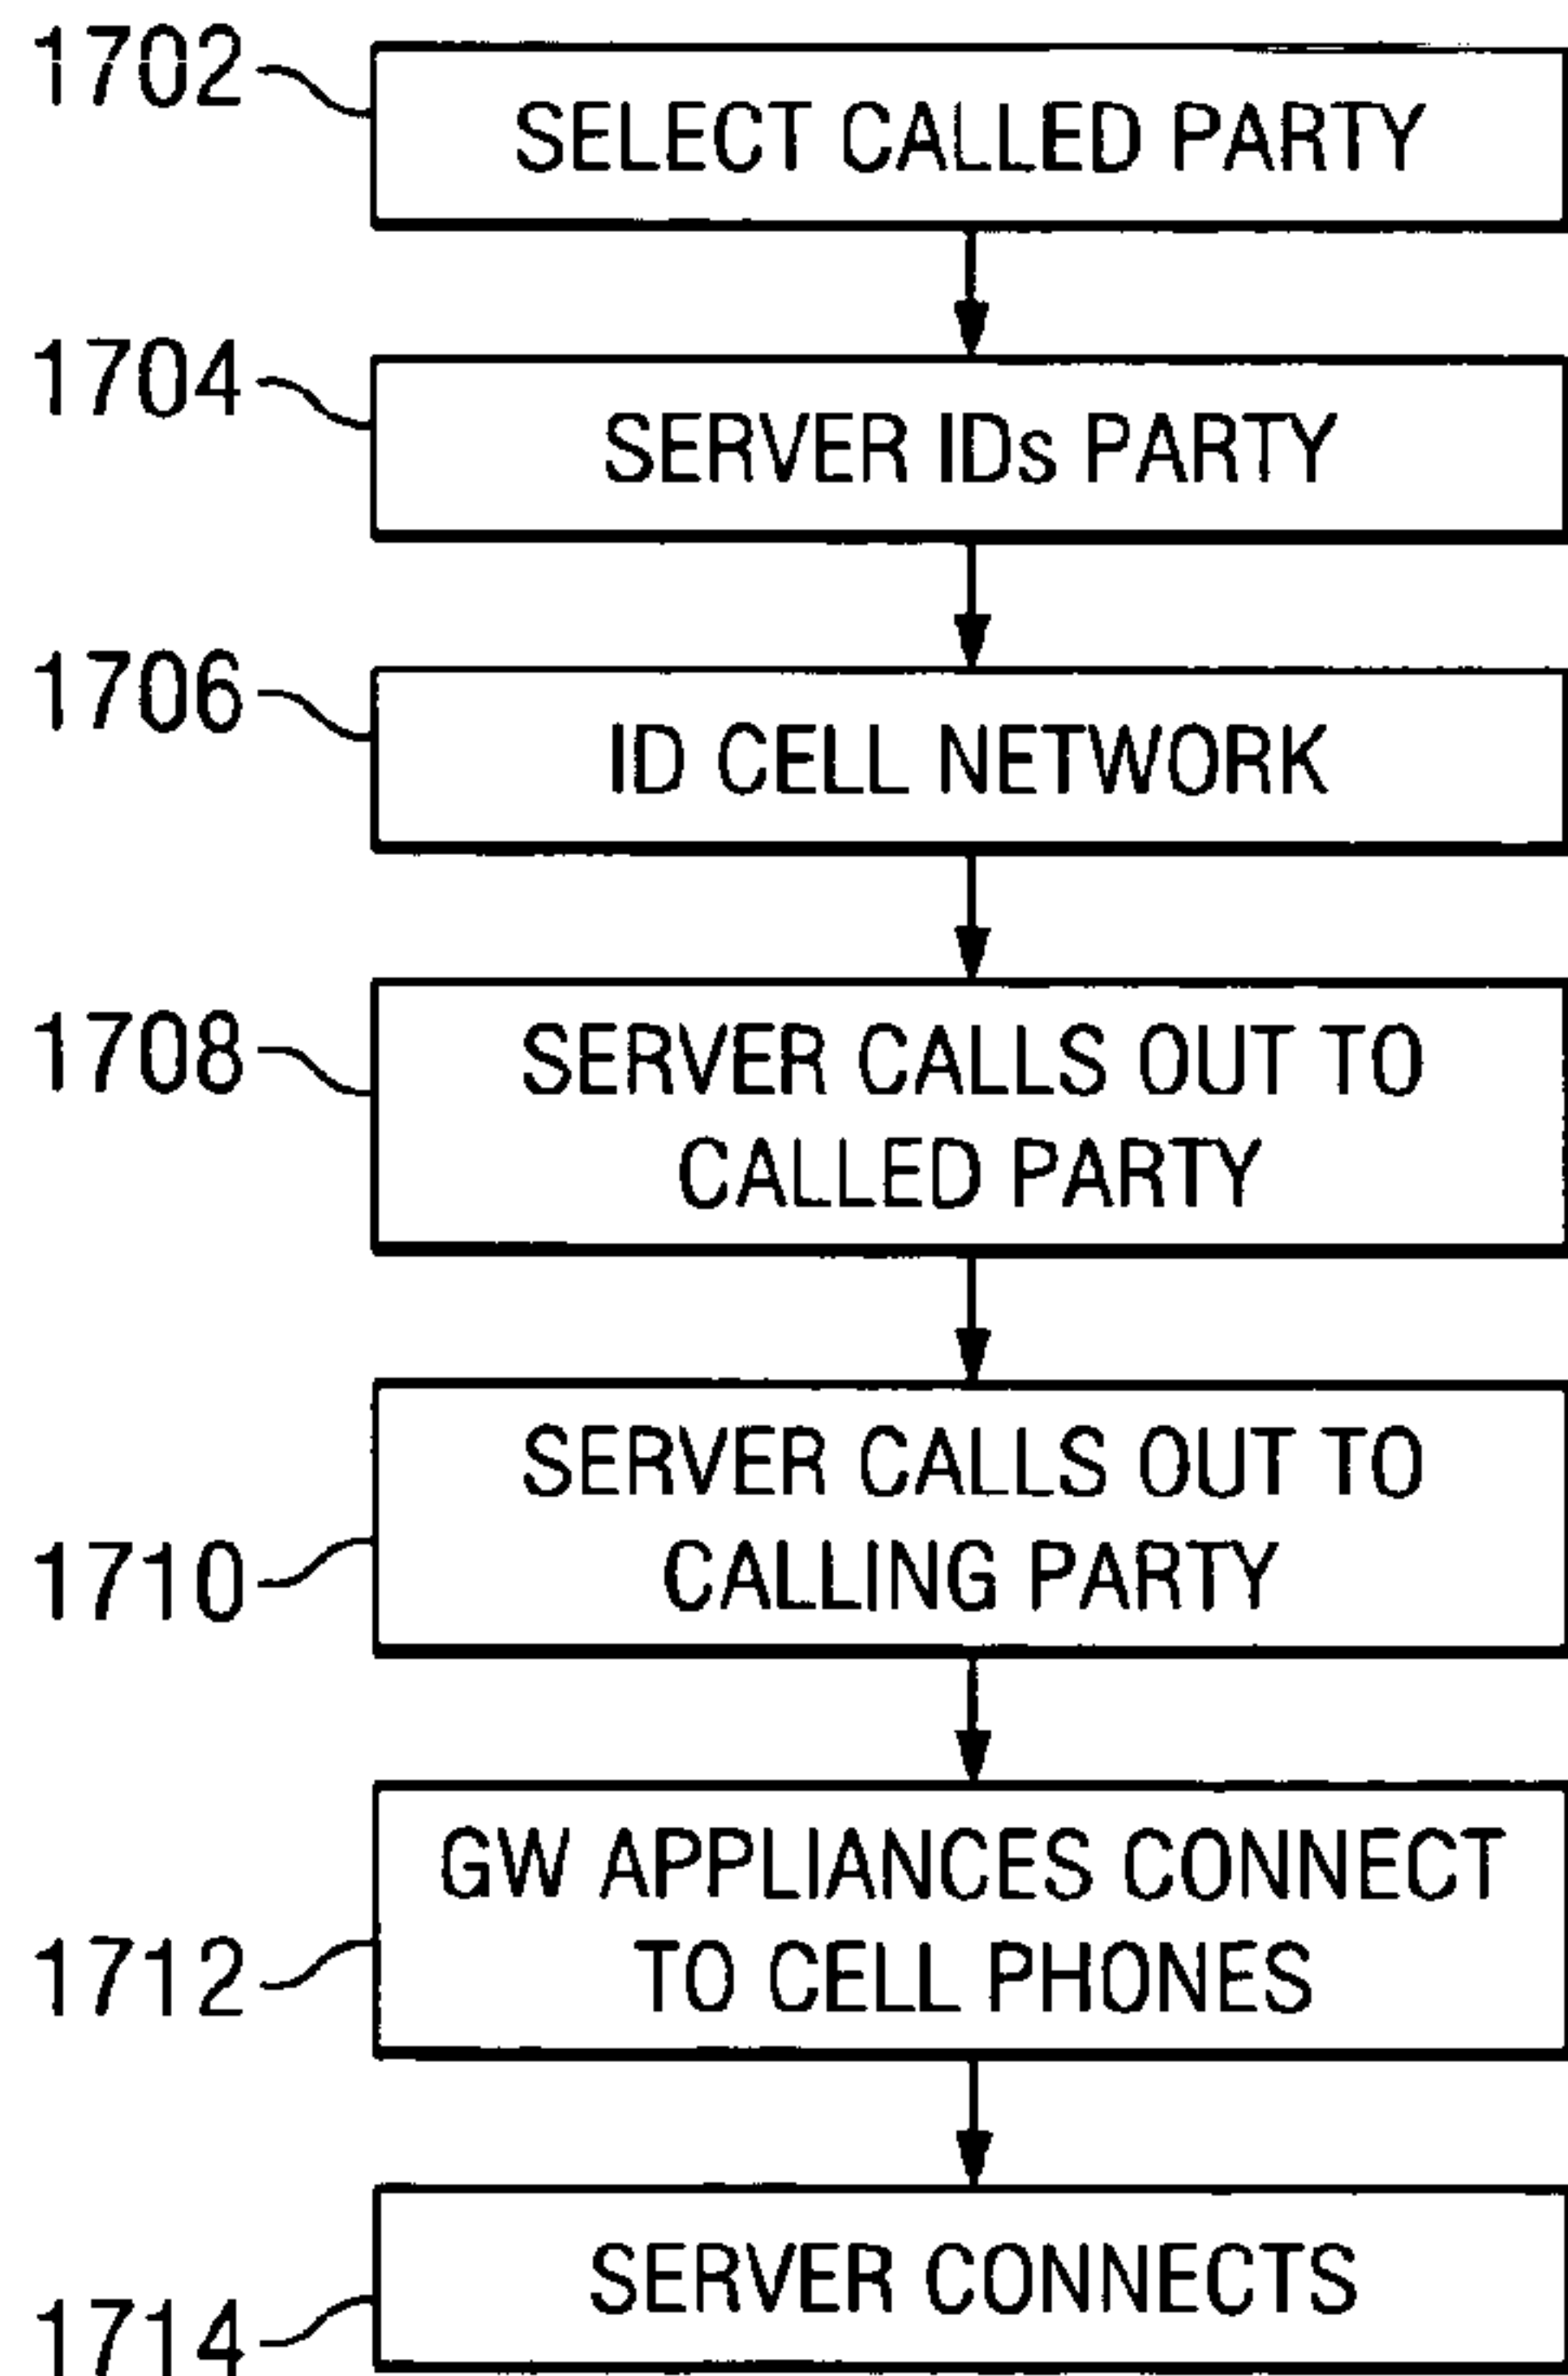 1702
SELECT CALLED PARTY
1704
SERVER IDs PARTY
1706
ID CELL NETWORK
1708
SERVER CALLS OUT TO
CALLED PARTY
1710
SERVER CALLS OUT TO
CALLING PARTY
1712
GW APPLIANCES CONNECT
TO CELL PHONES
1714
SERVER CONNECTS